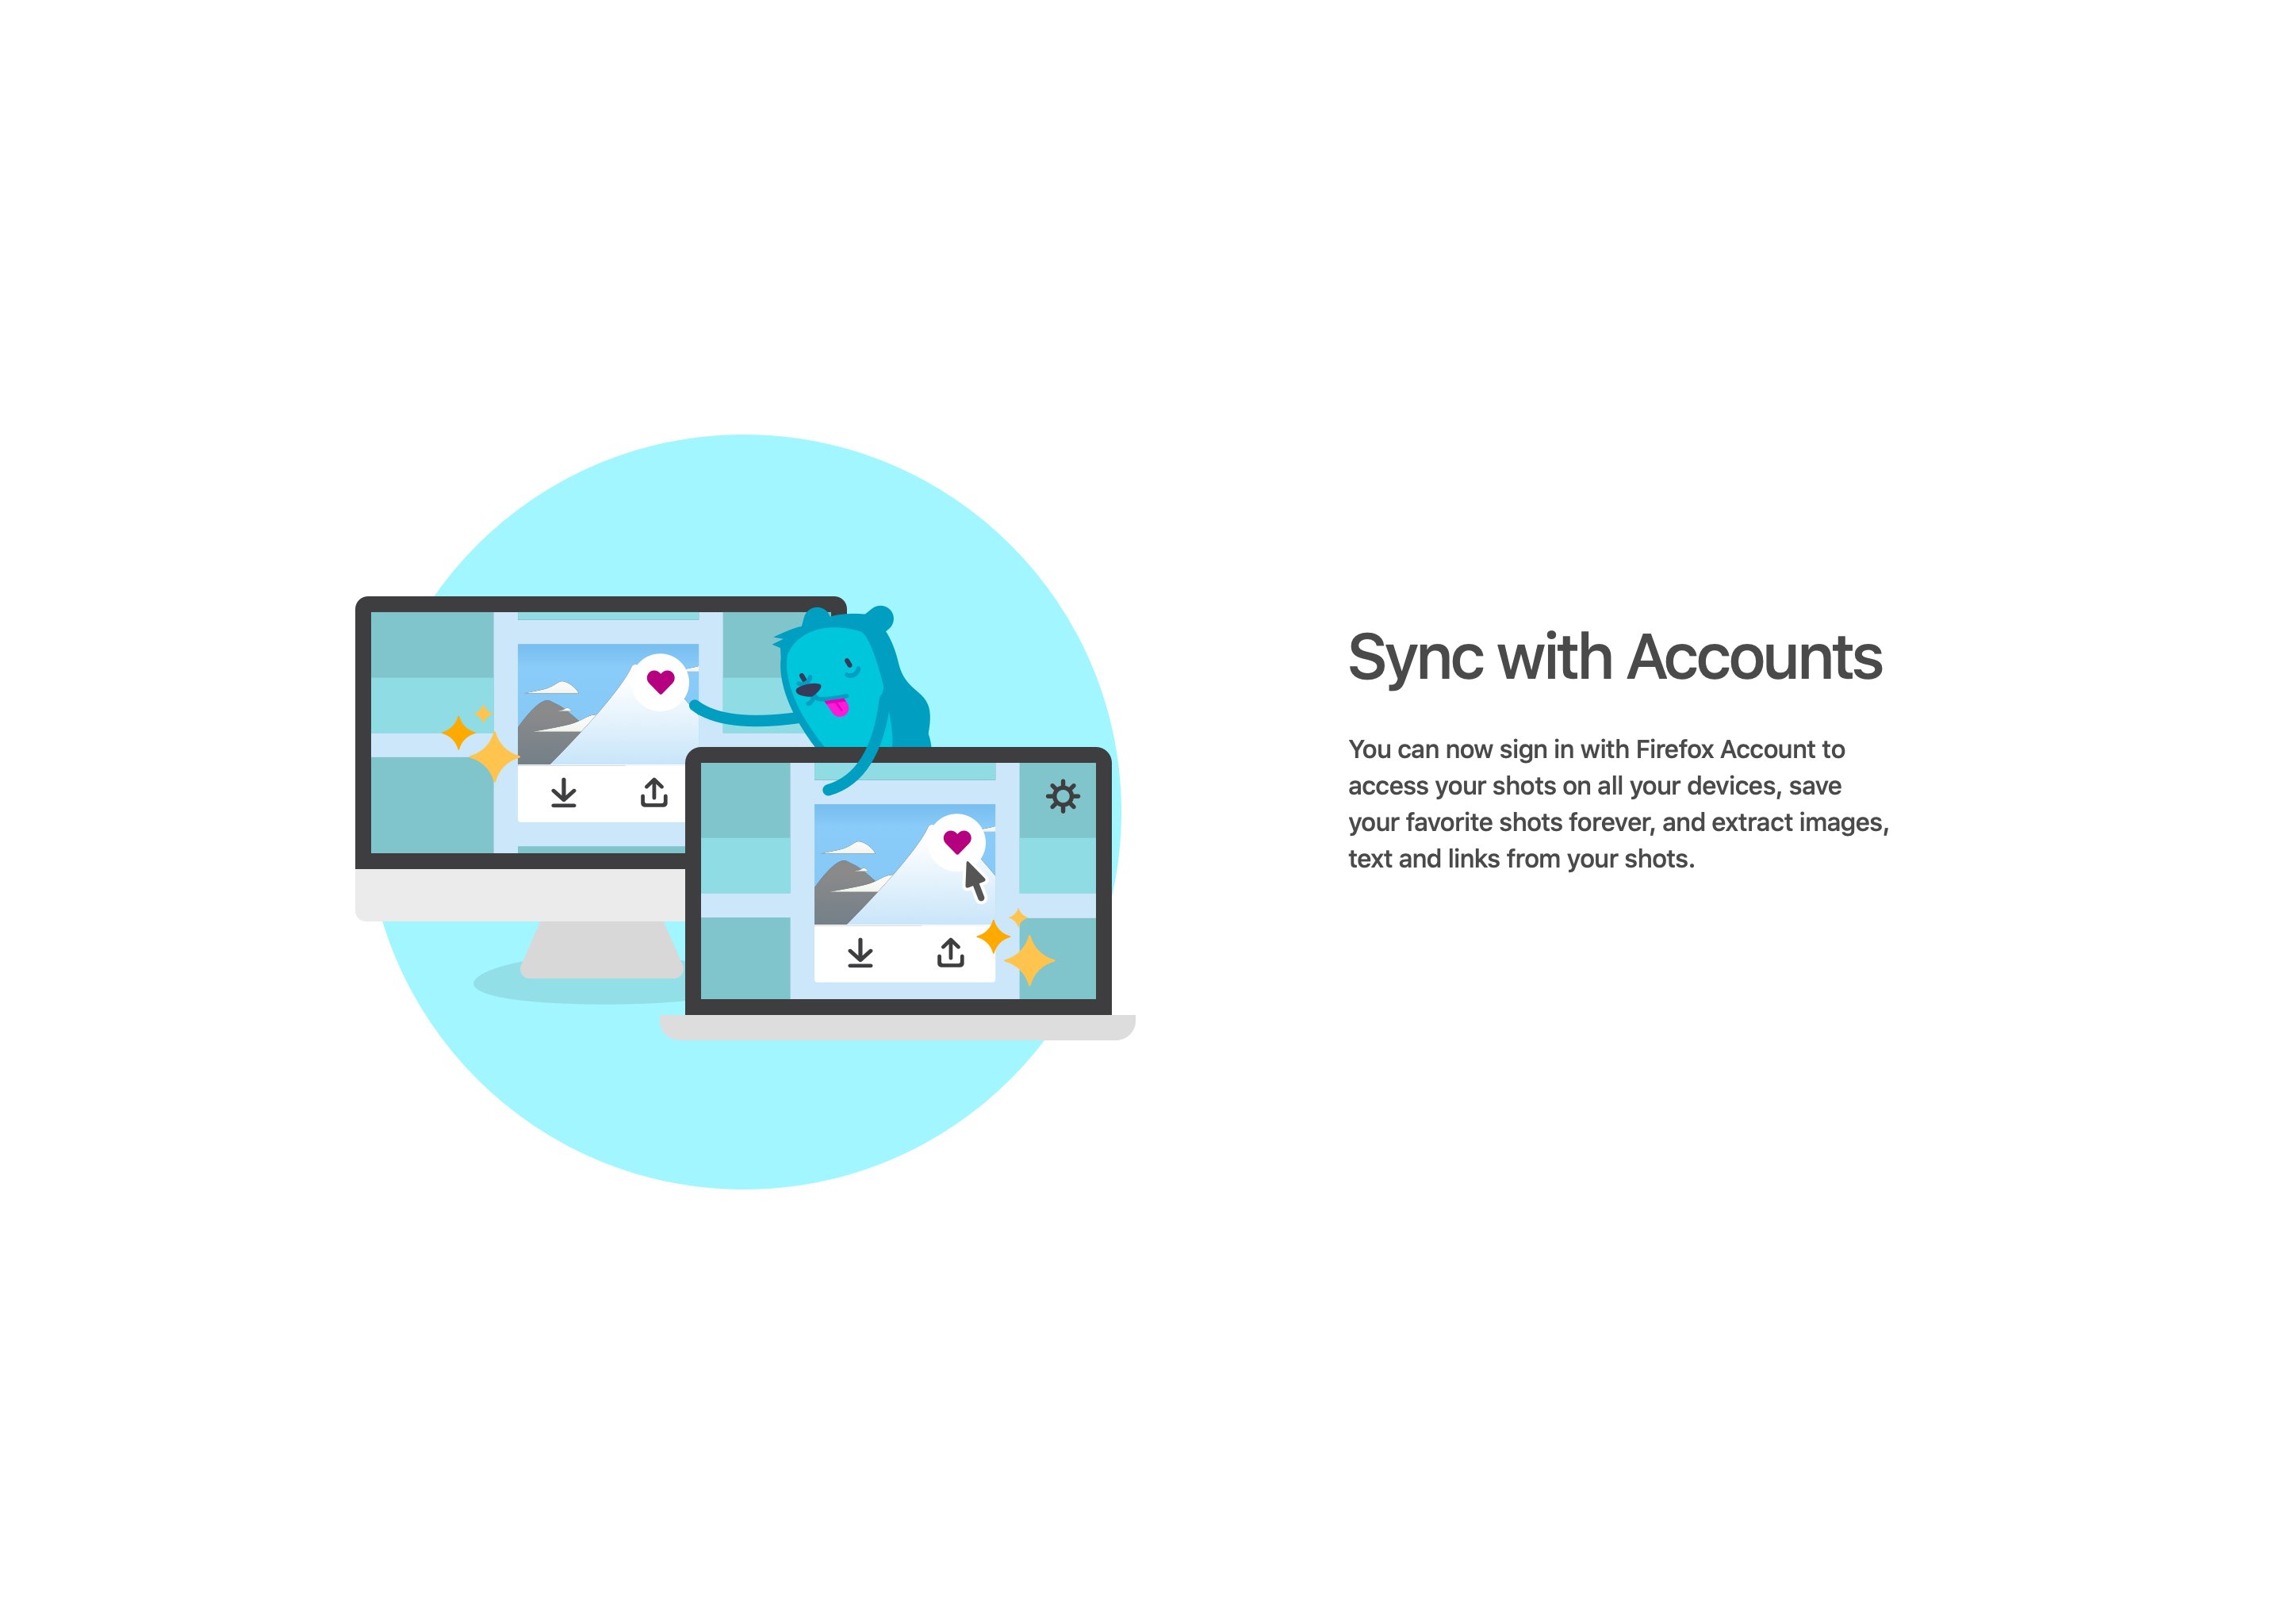 Sync with Accounts
You can now sign in with Firefox Account to
access your shots on all your devices, save
your favorite shots forever, and extract images,
text and links from your shots.